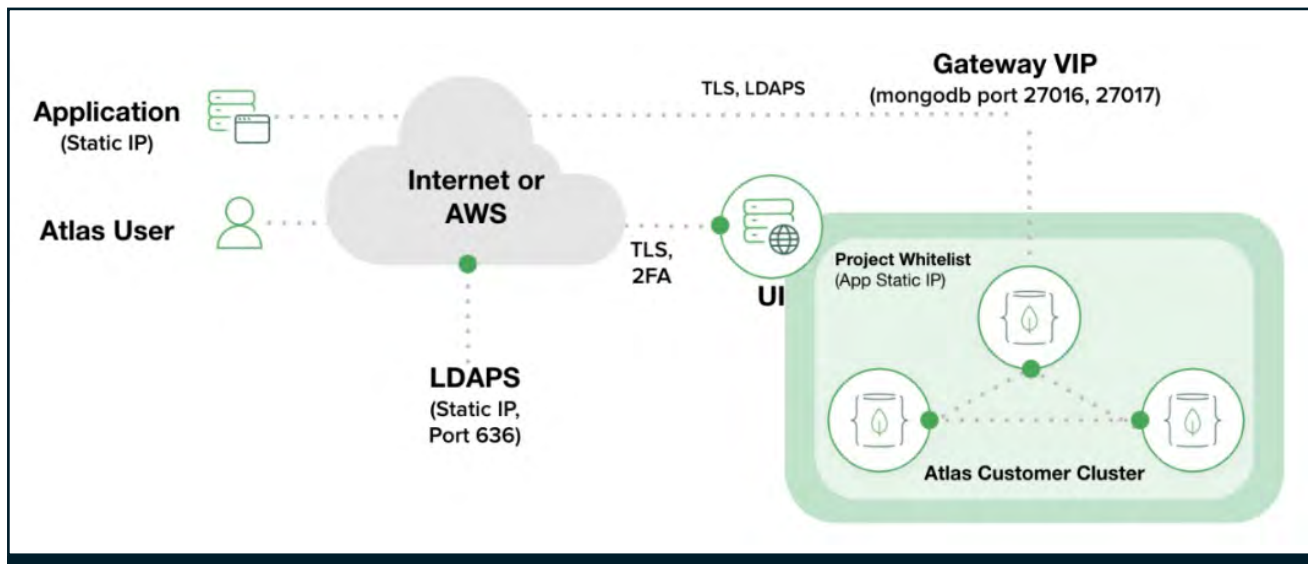 Application
(Static IP)
Atlas User
Internet or
AWS
TLS, LDAPS
Gateway VIP
(mongodb port 27016, 27017)
TLS,
2FA
UI
Project Whitelist
(App Static IP)
LDAPS
(Static IP,
Port 636)
Atlas Customer Cluster